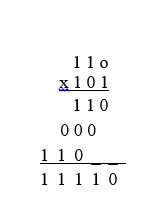 1 1 o
x 1 0 1
1 1 0
0 0 0
1 1 0 _ _
1 1 1 1 0